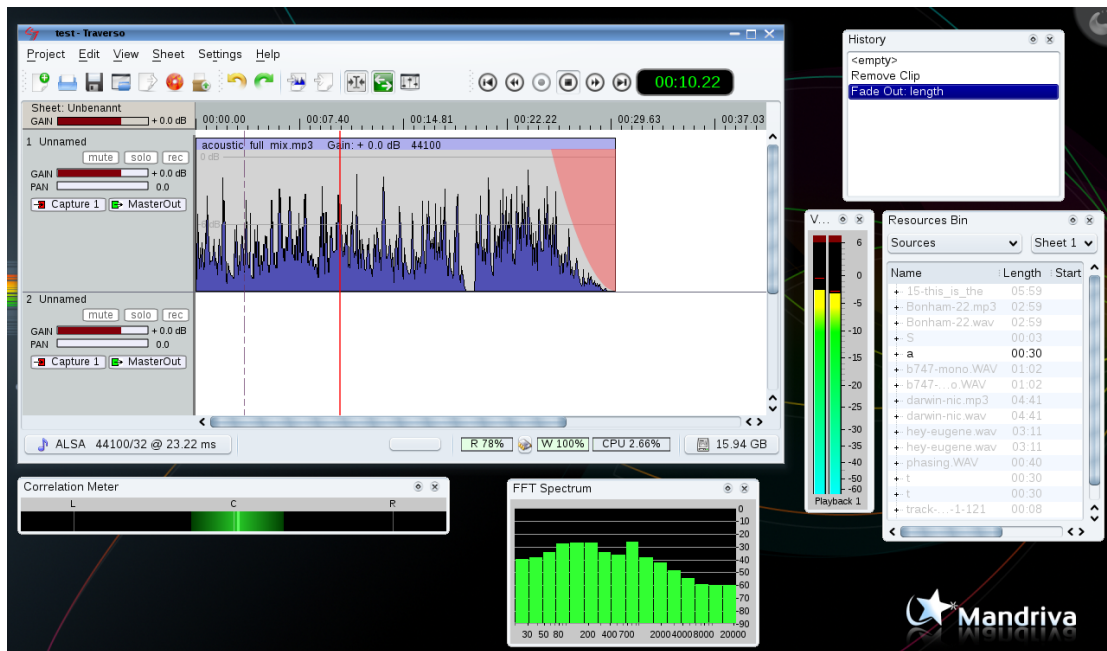 test - Traverso
Project Edit View Sheet Settings Help
00:10.22
Sheet: Unbenannt
GAIN + 0.0 dB
00:00.00 00:07.40 00:14.81 00:22.22 00:29.63 00:37.03
1 Unnamed
mute solo rec
GAIN + 0.0 dB
PAN 0.0
Capture 1 MasterOut
acoustic_full_mix.mp3 Gain: + 0.0 dB 44100
0 dB
2 Unnamed
mute solo rec
GAIN + 0.0 dB
PAN 0.0
Capture 1 MasterOut
ALSA 44100/32 @ 23.22 ms
R 78% W 100% CPU 2.66% 15.94 GB
History
<empty>
Remove Clip
Fade Out: length
V...
6
0
-5
-10
-15
-20
-25
-30
-35
-40
-50
-60
Playback 1
Resources Bin
Sources Sheet 1
Name Length Start
15-this_is_the 05:59
Bonham-22.mp3 02:59
Bonham-22.wav 02:59
S 00:03
a 00:30
b747-mono.WAV 01:02
b747-...o.WAV 01:02
darwin-nic.mp3 04:41
darwin-nic.wav 04:41
hey-eugene.wav 03:11
hey-eugene.wav 03:11
phasing.WAV 00:40
t 00:30
t 00:30
track-...-1-121 00:08
Correlation Meter
L C R
FFT Spectrum
0
-10
-20
-30
-40
-50
-60
-70
-80
-90
30 50 80 200 400 700 2000 4000 8000 20000
Mandriva